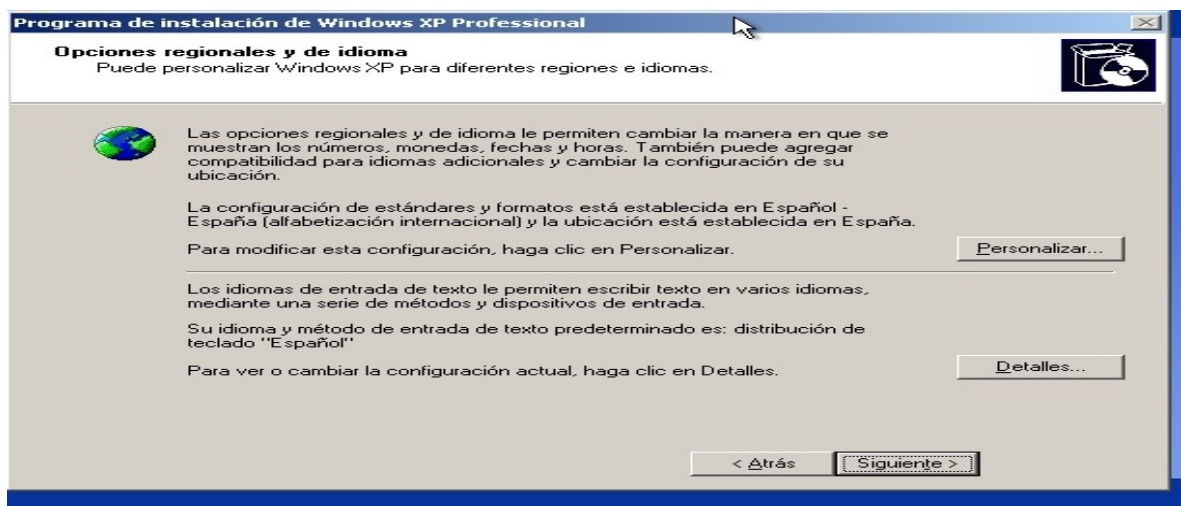 Programa de instalación de Windows XP Professional
Opciones regionales y de idioma
Puede personalizar Windows XP para diferentes regiones e idiomas.
Las opciones regionales y de idioma le permiten cambiar la manera en que se
muestran los números, monedas, fechas y horas. También puede agregar
compatibilidad para idiomas adicionales y cambiar la configuración de su
ubicación.
La configuración de estándares y formatos está establecida en Español -
España (alfabetización internacional) y la ubicación está establecida en España.
Para modificar esta configuración, haga clic en Personalizar.
Personalizar...
Los idiomas de entrada de texto le permiten escribir texto en varios idiomas,
mediante una serie de métodos y dispositivos de entrada.
Su idioma y método de entrada de texto predeterminado es: distribución de
teclado "Español"
Para ver o cambiar la configuración actual, haga clic en Detalles.
Detalles...
< Atrás
Siguiente >